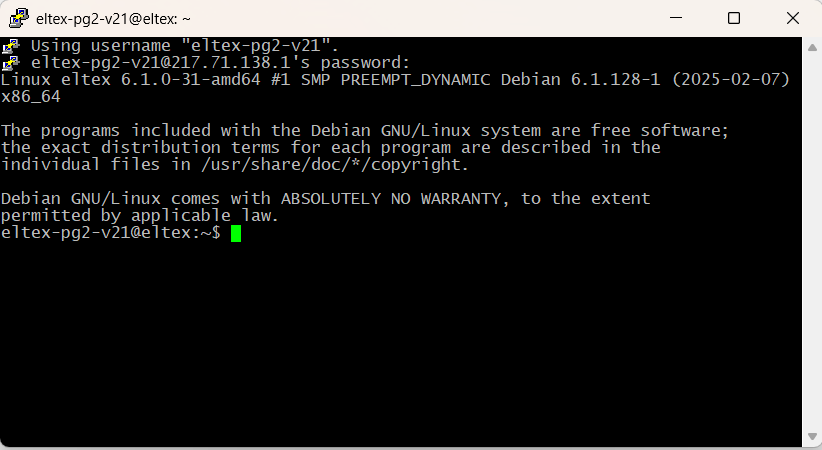 eltex-pg2-v21@eltex: ~
Using username "eltex-pg2-v21".
eltex-pg2-v21@217.71.138.1's password:
Linux eltex 6.1.0-31-amd64 #1 SMP PREEMPT_DYNAMIC Debian 6.1.128-1 (2025-02-07)
x86_64
The programs included with the Debian GNU/Linux system are free software;
the exact distribution terms for each program are described in the
individual files in /usr/share/doc/*/copyright.
Debian GNU/Linux comes with ABSOLUTELY NO WARRANTY, to the extent
permitted by applicable law.
eltex-pg2-v21@eltex:~$